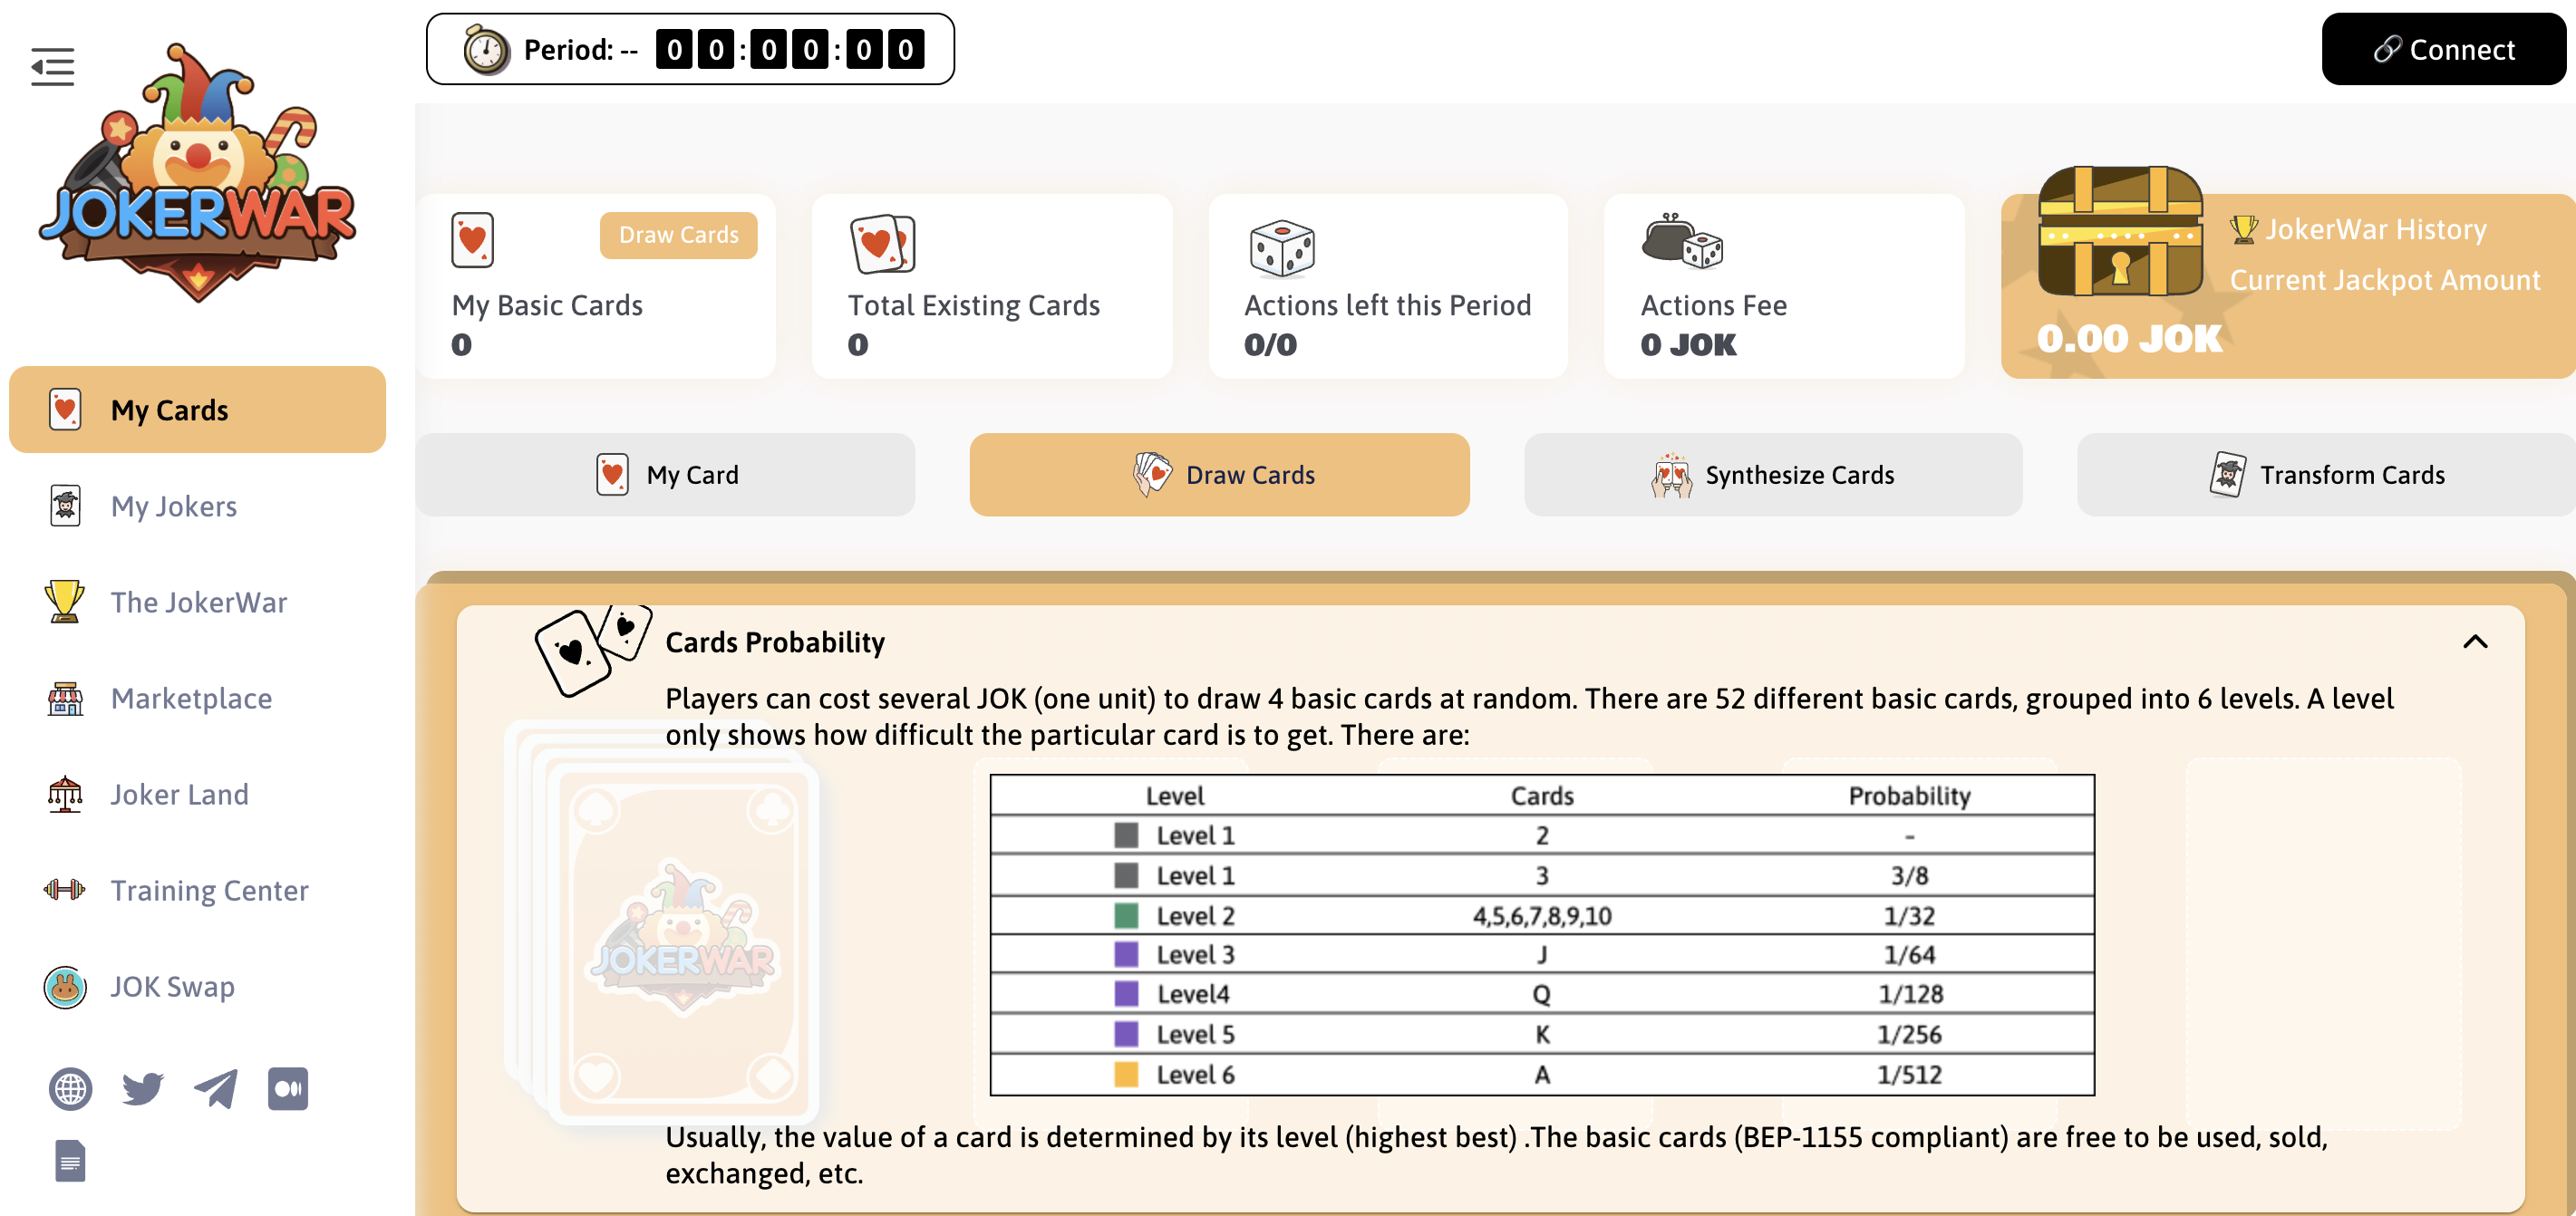 JOKERWAR
Period: -- 00:00:00
Connect
My Cards
My Jokers
The JokerWar
Marketplace
Joker Land
Training Center
JOK Swap
Draw Cards
My Basic Cards
0
Total Existing Cards
0
Actions left this Period
0/0
Actions Fee
0 JOK
JokerWar History
Current Jackpot Amount
0.00 JOK
My Card
Draw Cards
Synthesize Cards
Transform Cards
Cards Probability
Players can cost several JOK (one unit) to draw 4 basic cards at random. There are 52 different basic cards, grouped into 6 levels. A level
only shows how difficult the particular card is to get. There are:
Level Cards Probability
Level 1 2 -
Level 1 3 3/8
Level 2 4,5,6,7,8,9,10 1/32
Level 3 J 1/64
Level4 Q 1/128
Level 5 K 1/256
Level 6 A 1/512
JOKERWAR
Usually, the value of a card is determined by its level (highest best) .The basic cards (BEP-1155 compliant) are free to be used, sold,
exchanged, etc.